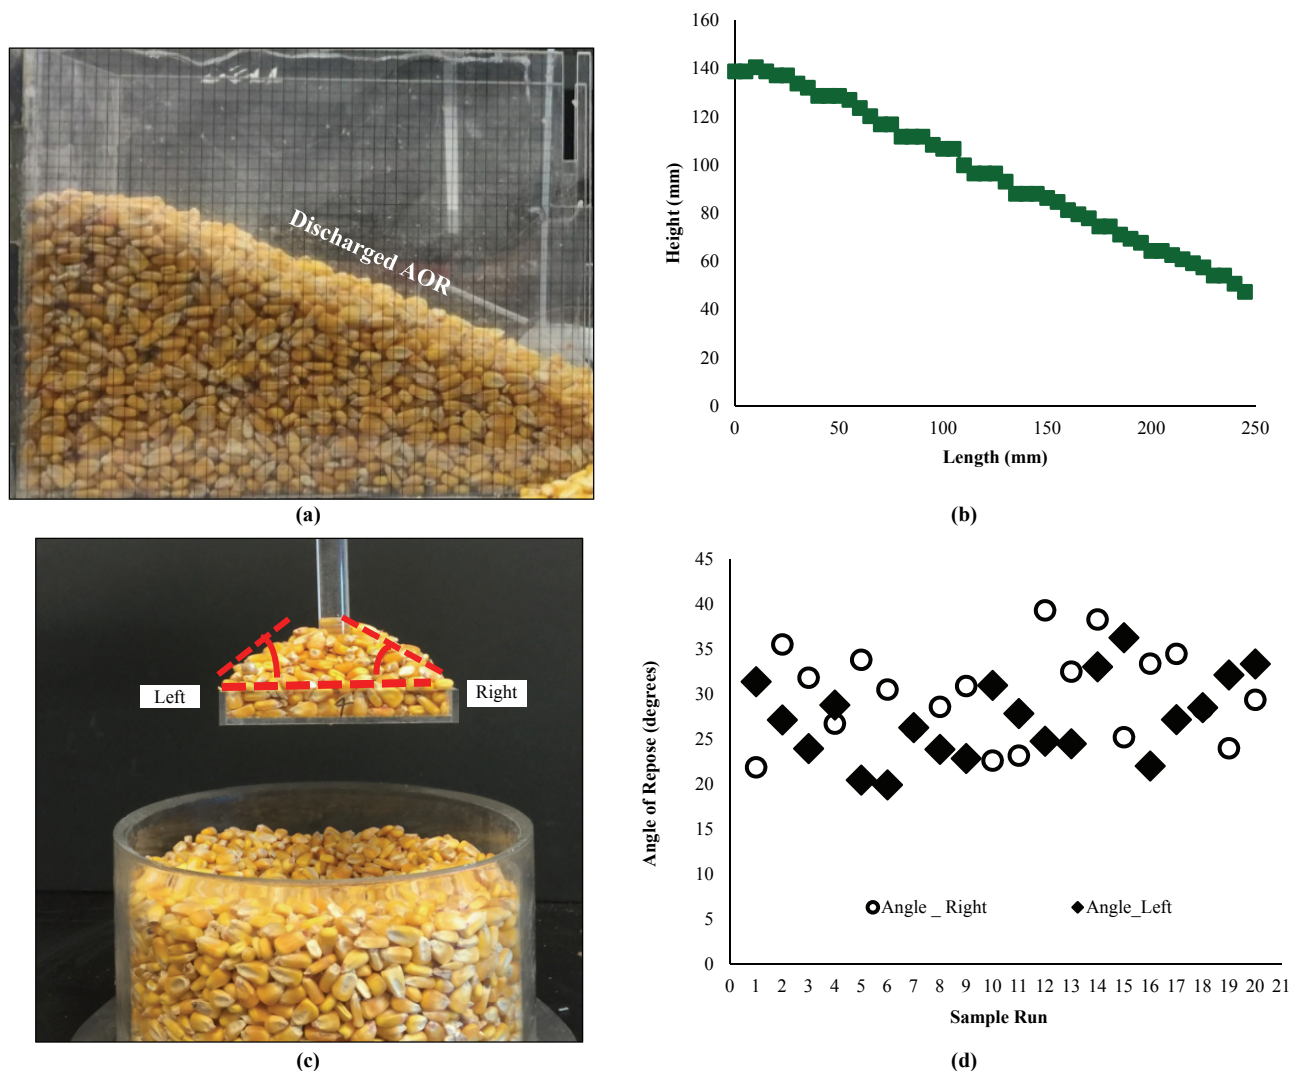 Discharged AOR
(a)
160
140
120
100
80
60
40
20
0
Height (mm)
0 50 100 150 200 250
Length (mm)
(b)
Left
Right
(c)
45
40
35
30
25
20
15
10
5
0
Angle of Repose (degrees)
Angle _ Right Angle_Left
0 1 2 3 4 5 6 7 8 9 10 11 12 13 14 15 16 17 18 19 20 21
Sample Run
(d)